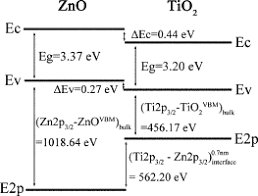 ZnO TiO₂
Ec ΔEc=0.44 eV Ec
Eg=3.37 eV Eg=3.20 eV
Ev ΔEv=0.27 eV Ev
(Zn2p₃/₂-ZnOⱽᴮᴹ)bulk (Ti2p₃/₂-TiO₂ⱽᴮᴹ)bulk
=1018.64 eV =456.17 eV
E2p
(Ti2p₃/₂ - Zn2p₃/₂)⁰·⁷ⁿᵐinterface
=562.20 eV
E2p